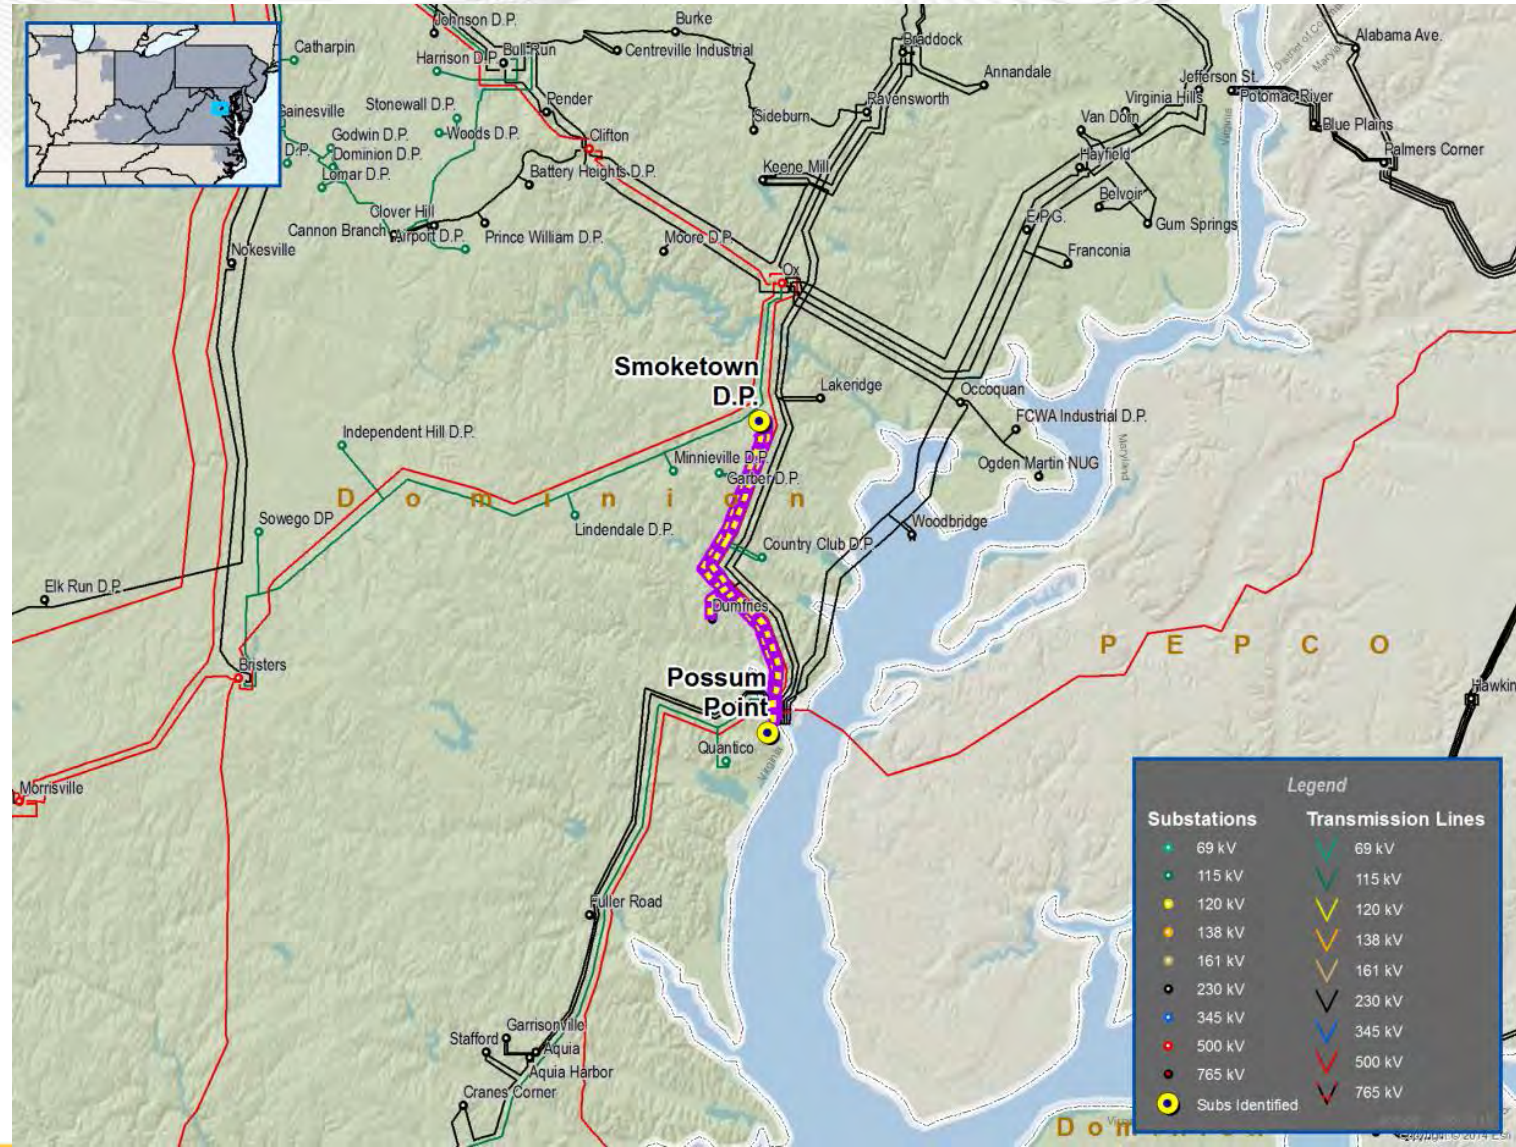 Johnson D.P.
Burke
Alabama Ave.
Catharpin
Harrison D.P.
Bull Run
Centreville Industrial
Braddock
District of
Maryland
Annandale
Jefferson St.
Gainesville
Stonewall D.P.
Pender
Ravensworth
Virginia Hills
Potomac River
Sideburn
Van Dorn
Blue Plains
Godwin D.P.
Woods D.P.
Clifton
Virginia
D.P.
Dominion D.P.
Hayfield
Palmers Corner
Lomar D.P.
Battery Heights D.P.
Keene Mill
Belvoir
Clover Hill
E.P.G.
Gum Springs
Cannon Branch
Airport D.P.
Prince William D.P.
Moore D.P.
Nokesville
Franconia
Ox
Smoketown
D.P.
Lakeridge
Occoquan
FCWA Industrial D.P.
Independent Hill D.P.
Maryland
Minnieville D.P.
Ogden Martin NUG
Garber D.P.
Dominion
Sowego DP
Lindendale D.P.
Woodbridge
Country Club D.P.
Elk Run D.P.
Dumfries
PEPCO
Bristers
Possum
Point
Hawkin
Quantico
Virginia
Morrisville
Legend
Substations
Transmission Lines
69 kV
69 kV
115 kV
115 kV
120 kV
120 kV
138 kV
138 kV
161 kV
161 kV
230 kV
230 kV
345 kV
345 kV
500 kV
500 kV
765 kV
765 kV
Subs Identified
Fuller Road
Garrisonville
Stafford
Aquia
Aquia Harbor
Cranes Corner
Dom